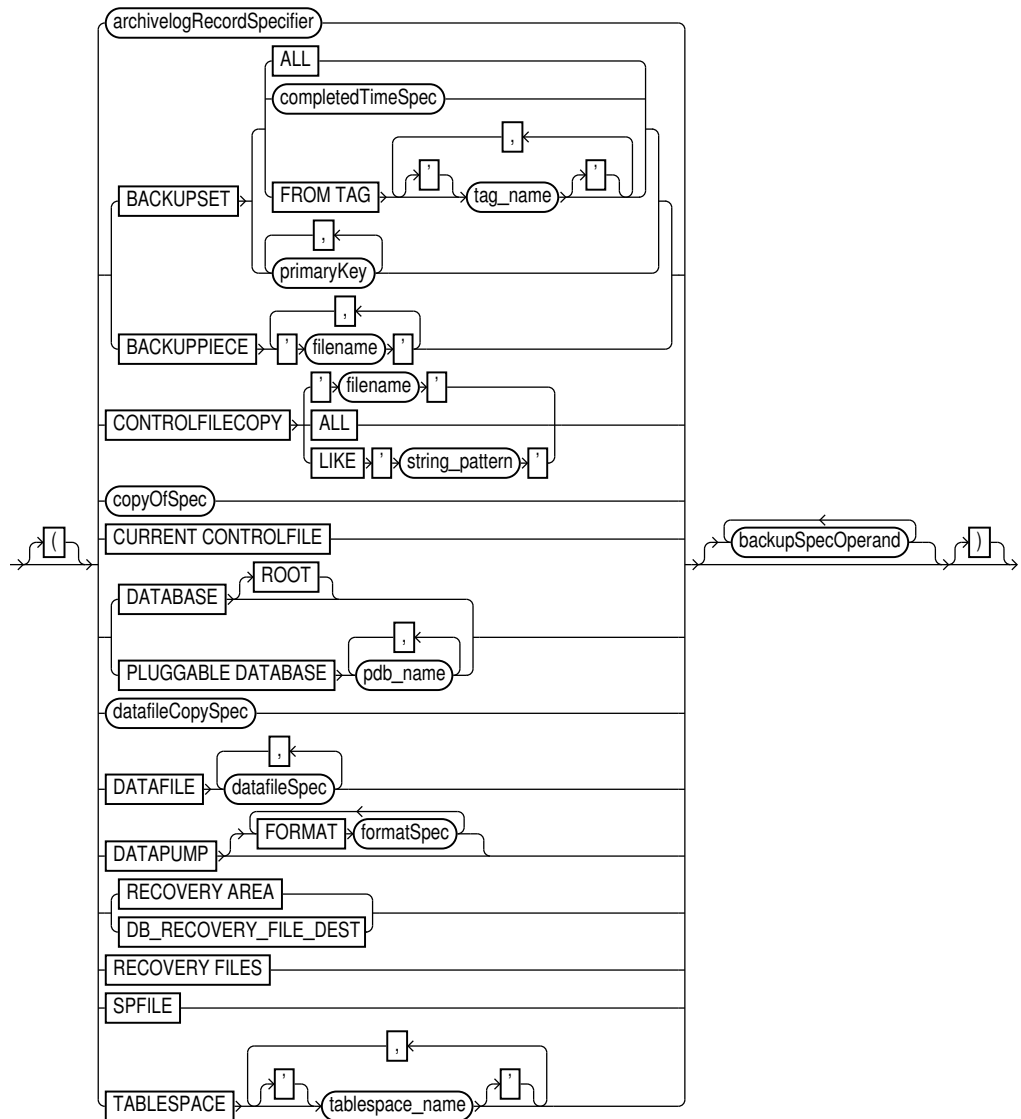 archivelogRecordSpecifier
ALL
completedTimeSpec
,
BACKUPSET FROM TAG ' tag_name '
,
primaryKey
,
BACKUPPIECE ' filename '
' filename '
CONTROLFILECOPY ALL
LIKE ' string_pattern '
copyOfSpec
CURRENT CONTROLFILE
( backupSpecOperand )
ROOT
DATABASE
,
PLUGGABLE DATABASE pdb_name
datafileCopySpec
,
DATAFILE datafileSpec
FORMAT formatSpec
DATAPUMP
RECOVERY AREA
DB_RECOVERY_FILE_DEST
RECOVERY FILES
SPFILE
,
TABLESPACE ' tablespace_name '